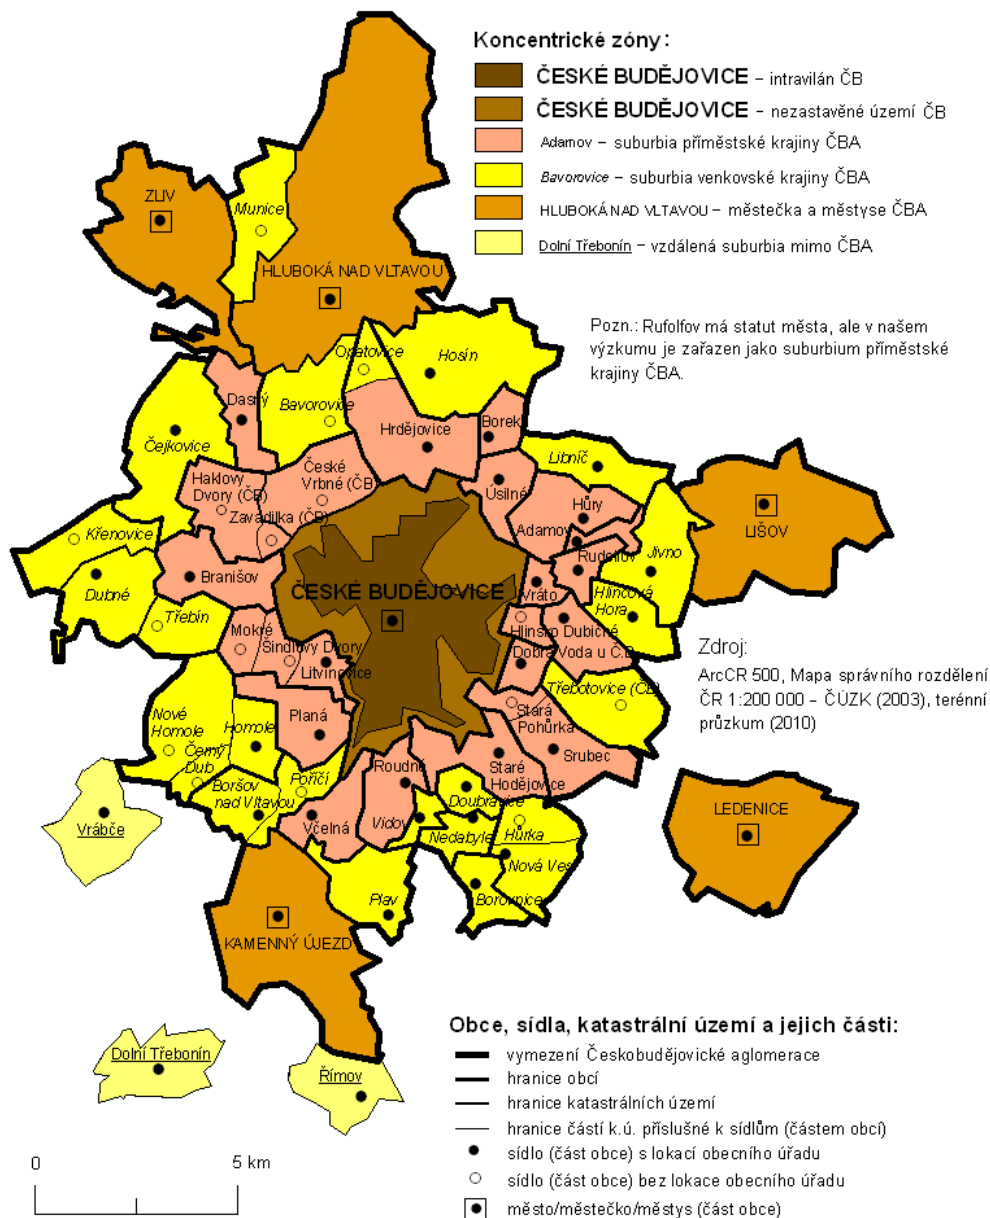 Koncentrické zóny:
ČESKÉ BUDĚJOVICE – intravilán ČB
ČESKÉ BUDĚJOVICE – nezastavěné území ČB
Adamov – suburbia příměstské krajiny ČBA
Bavorovice – suburbia venkovské krajiny ČBA
HLUBOKÁ NAD VLTAVOU – městečka a městyse ČBA
Dolní Třebonín – vzdálená suburbia mimo ČBA
Pozn.: Rufolfov má statut města, ale v našem
výzkumu je zařazen jako suburbium příměstské
krajiny ČBA.
ZLIV
Munice
HLUBOKÁ NAD VLTAVOU
Opatovice
Hosín
Dasný
Bavorovice
Hrdějovice
Borek
Čejkovice
Libníč
České
Vrbné (ČB)
Haklovy
Dvory (ČB)
Úsilné
Hůry
LIŠOV
Zavadilka (ČB)
Adamov
Křenovice
Rudolfov
Jivno
Branišov
Dubné
ČESKÉ BUDĚJOVICE
Vráto
Hlincová
Hora
Třebín
Mokré
Hlinsko
Dubičné
Šindlovy Dvory
Litvínovice
Dobrá Voda u Č.B.
Třebotovice (ČB)
Zdroj:
ArcCR 500, Mapa správního rozdělení
ČR 1:200 000 – ČÚZK (2003), terénní
průzkum (2010)
Nové
Homole
Homole
Planá
Stará
Pohůrka
Černý
Dub
Srubec
Staré
Hodějovice
Roudné
Poříčí
Boršov
nad Vltavou
Doubravice
Vrábče
Včelná
Vidov
Nedabyle
Hůrka
LEDENICE
Nová Ves
Plav
Borovnice
KAMENNÝ ÚJEZD
Dolní Třebonín
Římov
Obce, sídla, katastrální území a jejich části:
vymezení Českobudějovické aglomerace
hranice obcí
hranice katastrálních území
hranice částí k.ú. příslušné k sídlům (částem obcí)
sídlo (část obce) s lokací obecního úřadu
sídlo (část obce) bez lokace obecního úřadu
město/městečko/městys (část obce)
0 5 km